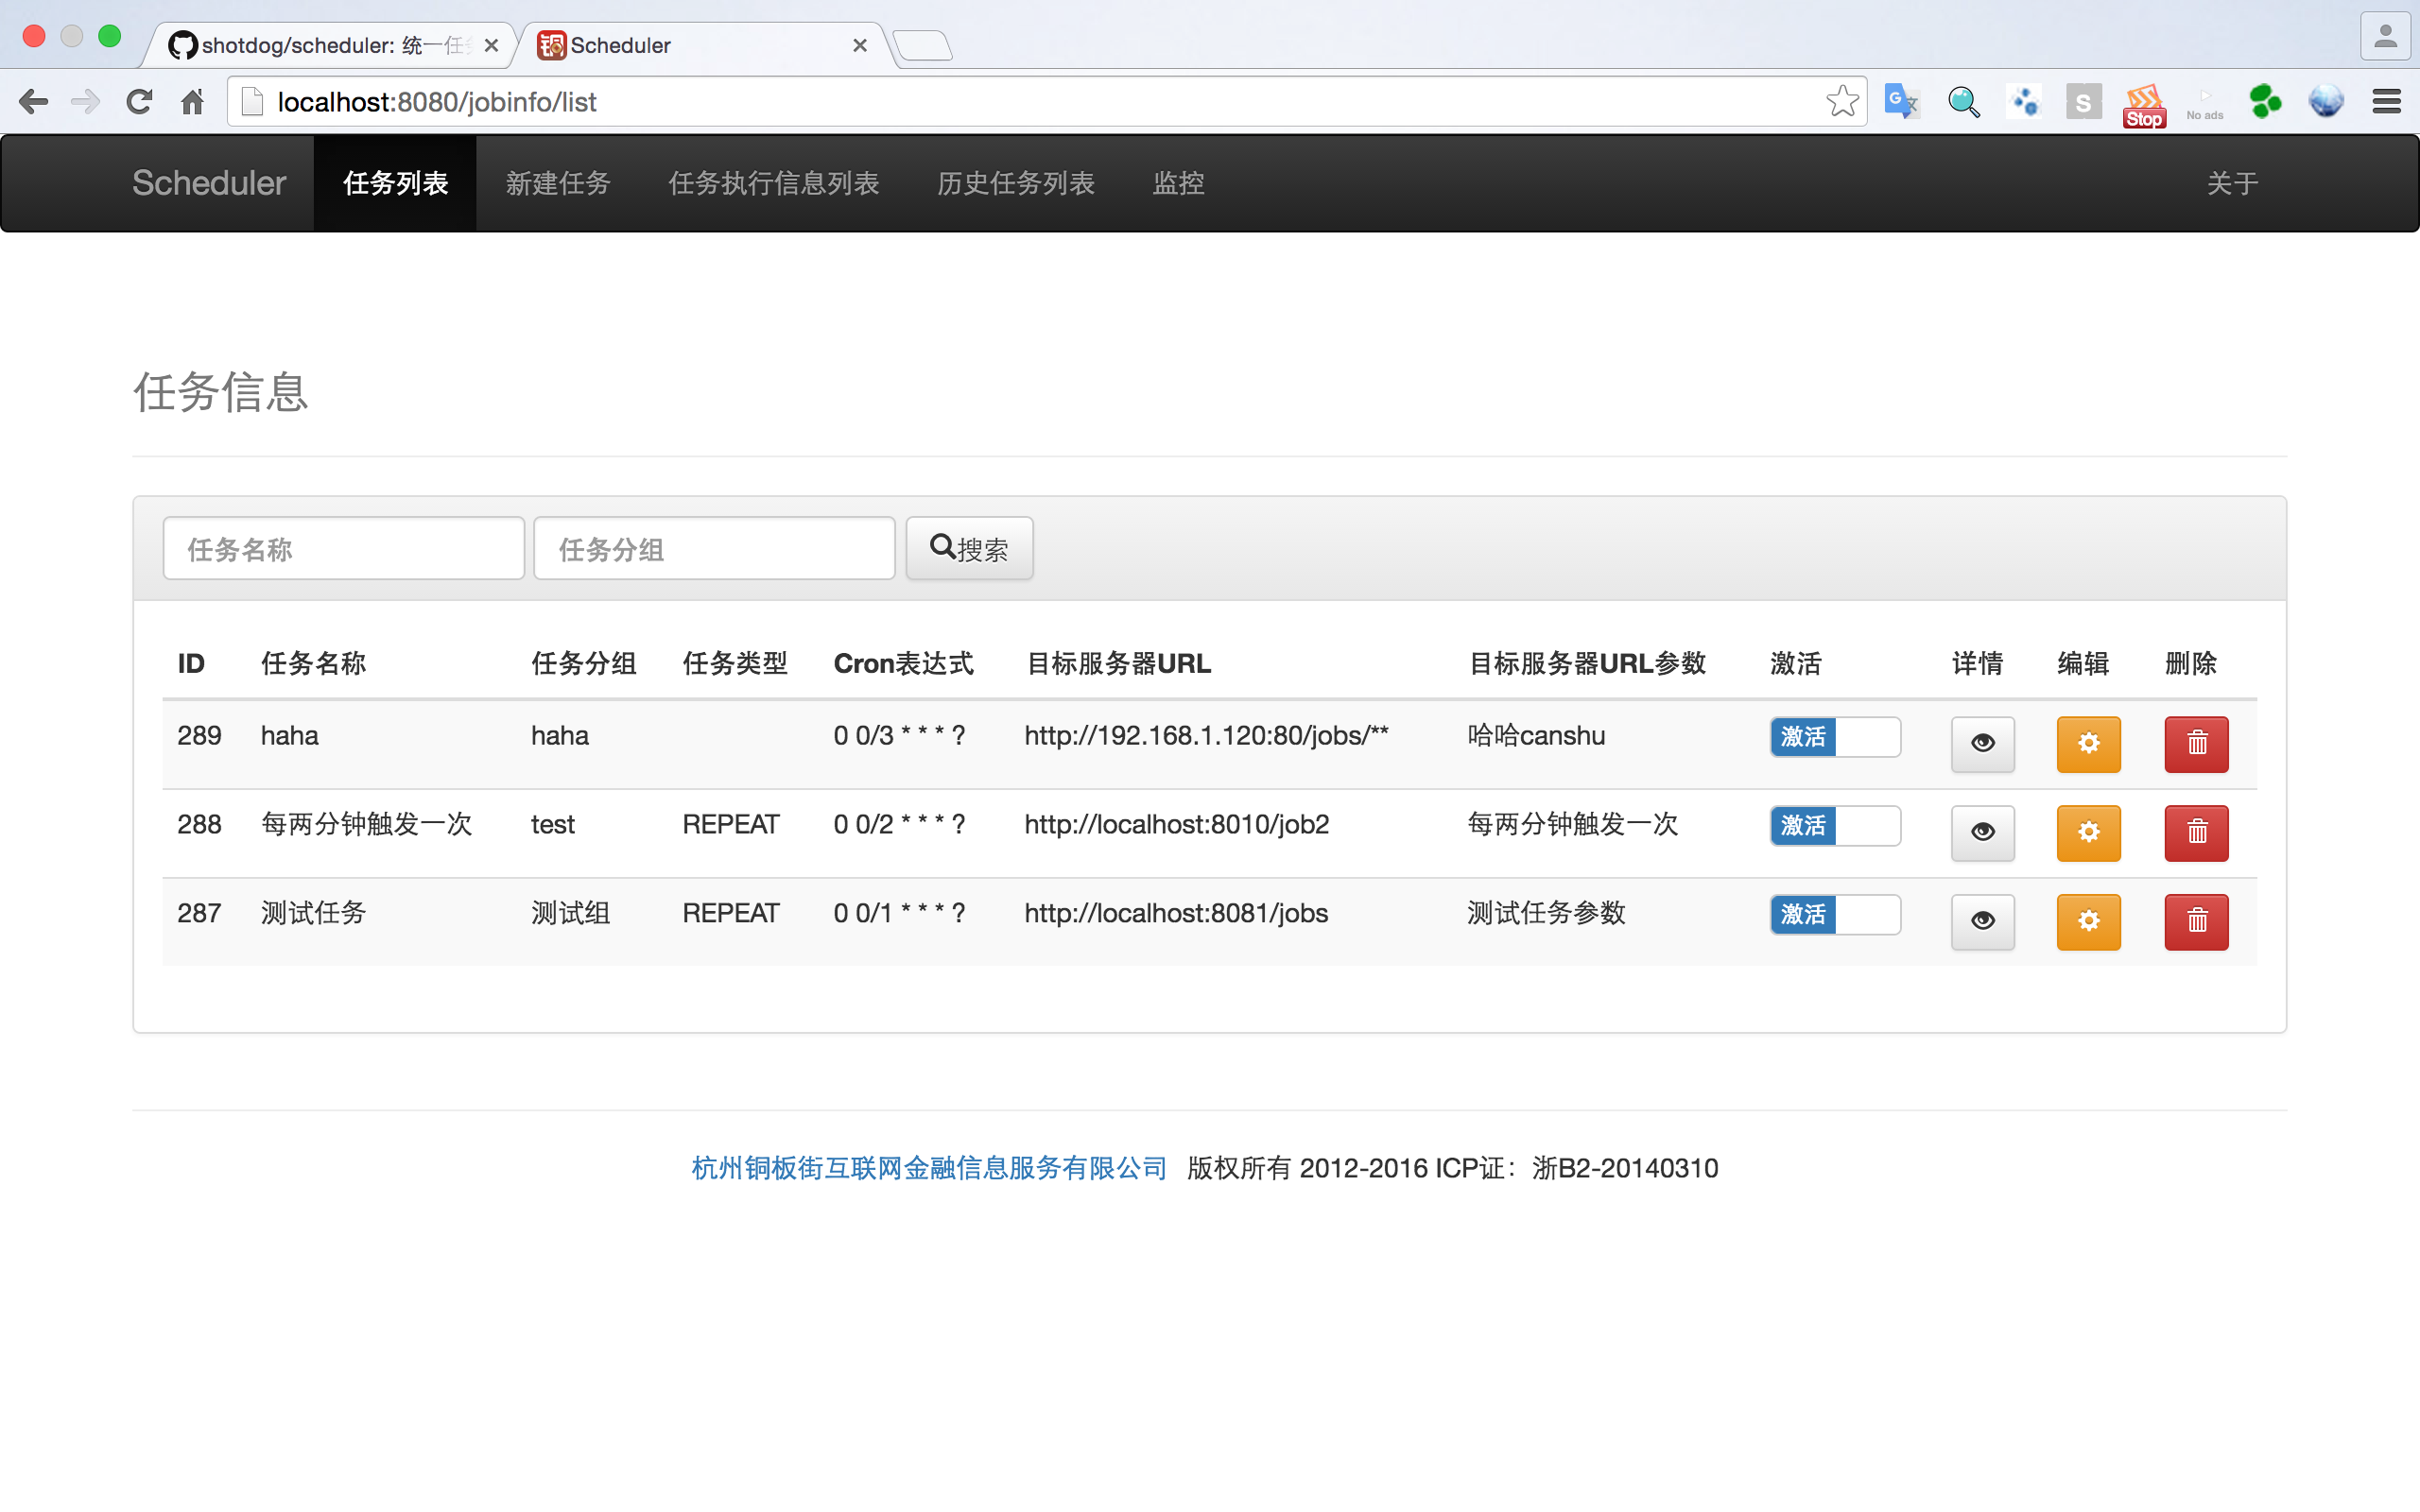 shotdog/scheduler: 统一任
Scheduler
localhost:8080/jobinfo/list
S
Stop
No ads
Scheduler 任务列表 新建任务 任务执行信息列表 历史任务列表 监控 关于
任务信息
任务名称 任务分组 搜索
ID 任务名称 任务分组 任务类型 Cron表达式 目标服务器URL 目标服务器URL参数 激活 详情 编辑 删除
289 haha haha 0 0/3 * * * ? http://192.168.1.120:80/jobs/** 哈哈canshu 激活
288 每两分钟触发一次 test REPEAT 0 0/2 * * * ? http://localhost:8010/job2 每两分钟触发一次 激活
287 测试任务 测试组 REPEAT 0 0/1 * * * ? http://localhost:8081/jobs 测试任务参数 激活
杭州铜板街互联网金融信息服务有限公司 版权所有 2012-2016 ICP证：浙B2-20140310